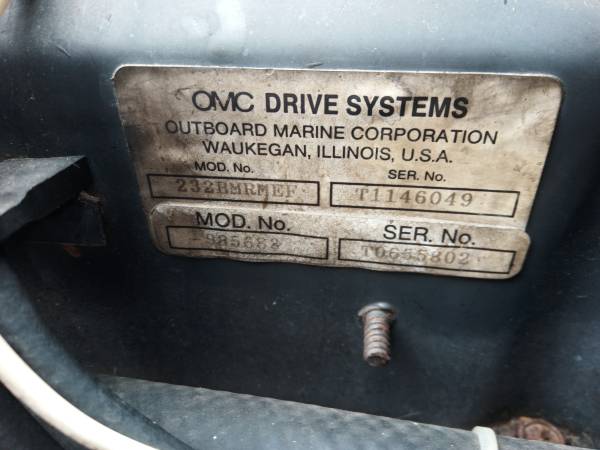 OMC DRIVE SYSTEMS
OUTBOARD MARINE CORPORATION
WAUKEGAN, ILLINOIS, U.S.A.
MOD. No. SER. No.
232BMRMEF T1146049
MOD. No. SER. No.
985682 T0655802